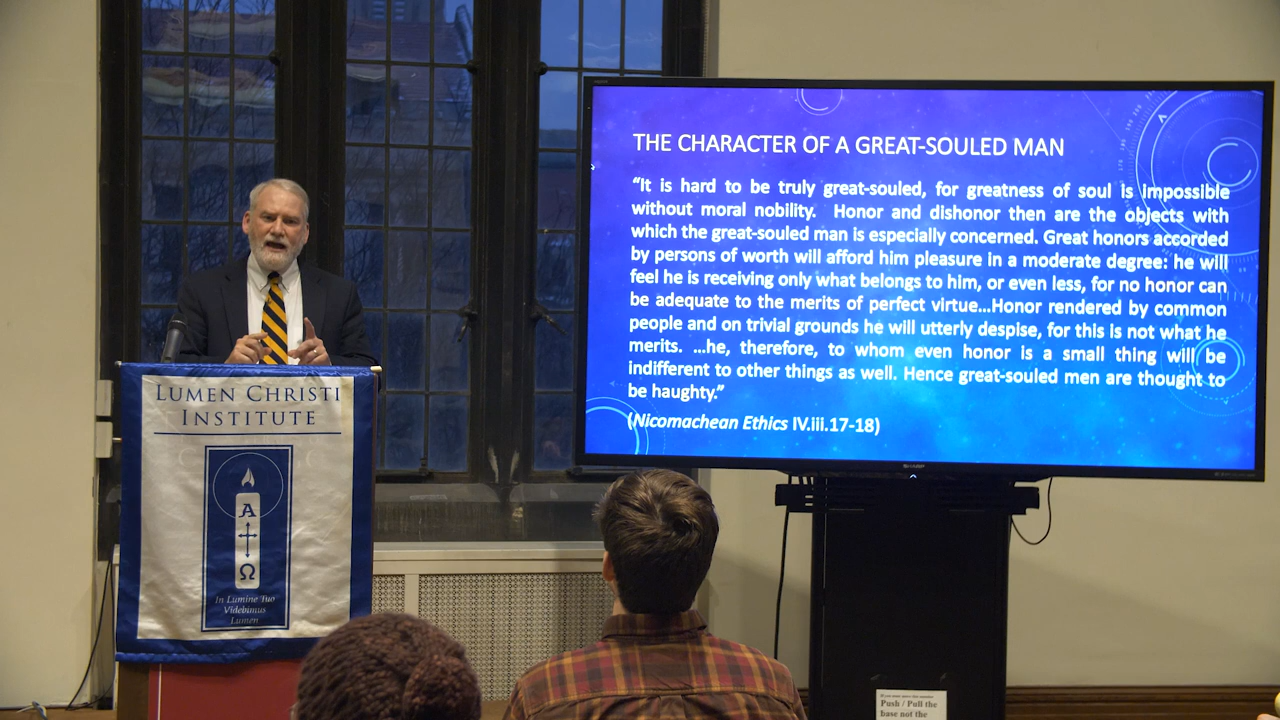 LUMEN CHRISTI
INSTITUTE
A
Ω
In Lumine Tuo
Videbimus
Lumen
THE CHARACTER OF A GREAT-SOULED MAN
“It is hard to be truly great-souled, for greatness of soul is impossible
without moral nobility. Honor and dishonor then are the objects with
which the great-souled man is especially concerned. Great honors accorded
by persons of worth will afford him pleasure in a moderate degree: he will
feel he is receiving only what belongs to him, or even less, for no honor can
be adequate to the merits of perfect virtue…Honor rendered by common
people and on trivial grounds he will utterly despise, for this is not what he
merits. …he, therefore, to whom even honor is a small thing will be
indifferent to other things as well. Hence great-souled men are thought to
be haughty.”
(Nicomachean Ethics IV.iii.17-18)
SHARP
Push / Pull the
base not the